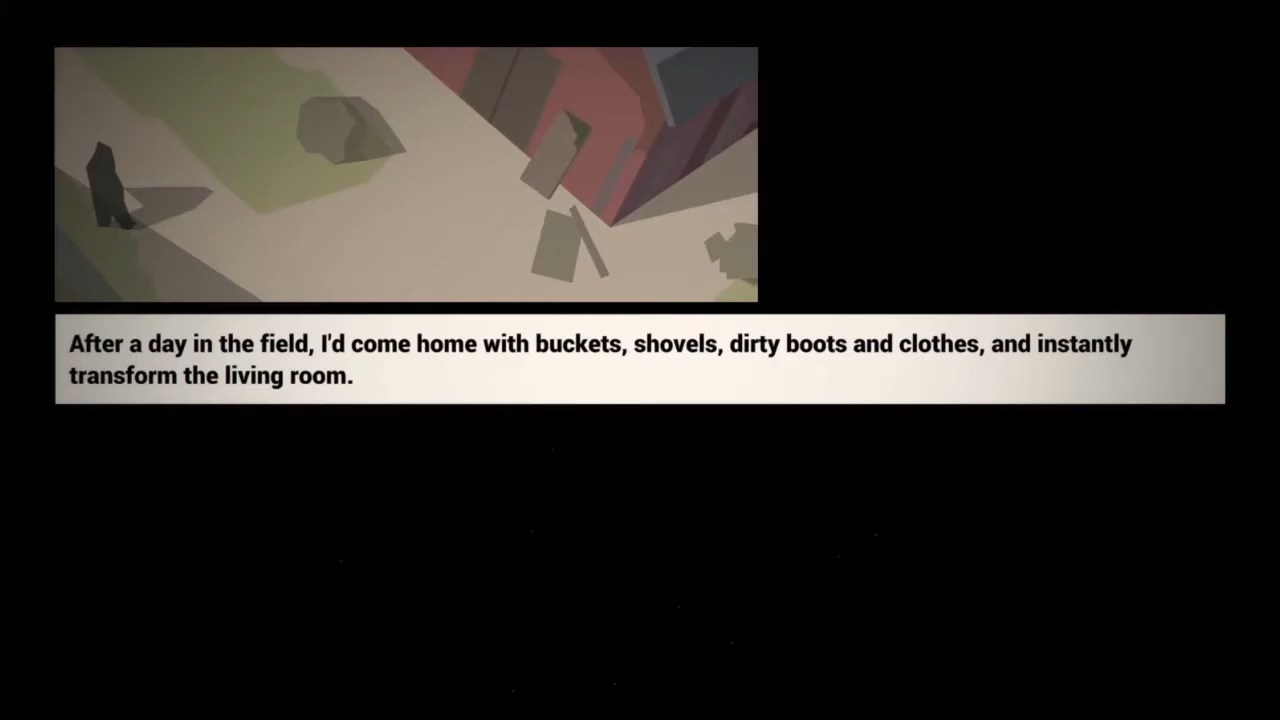 After a day in the field, I'd come home with buckets, shovels, dirty boots and clothes, and instantly
transform the living room.